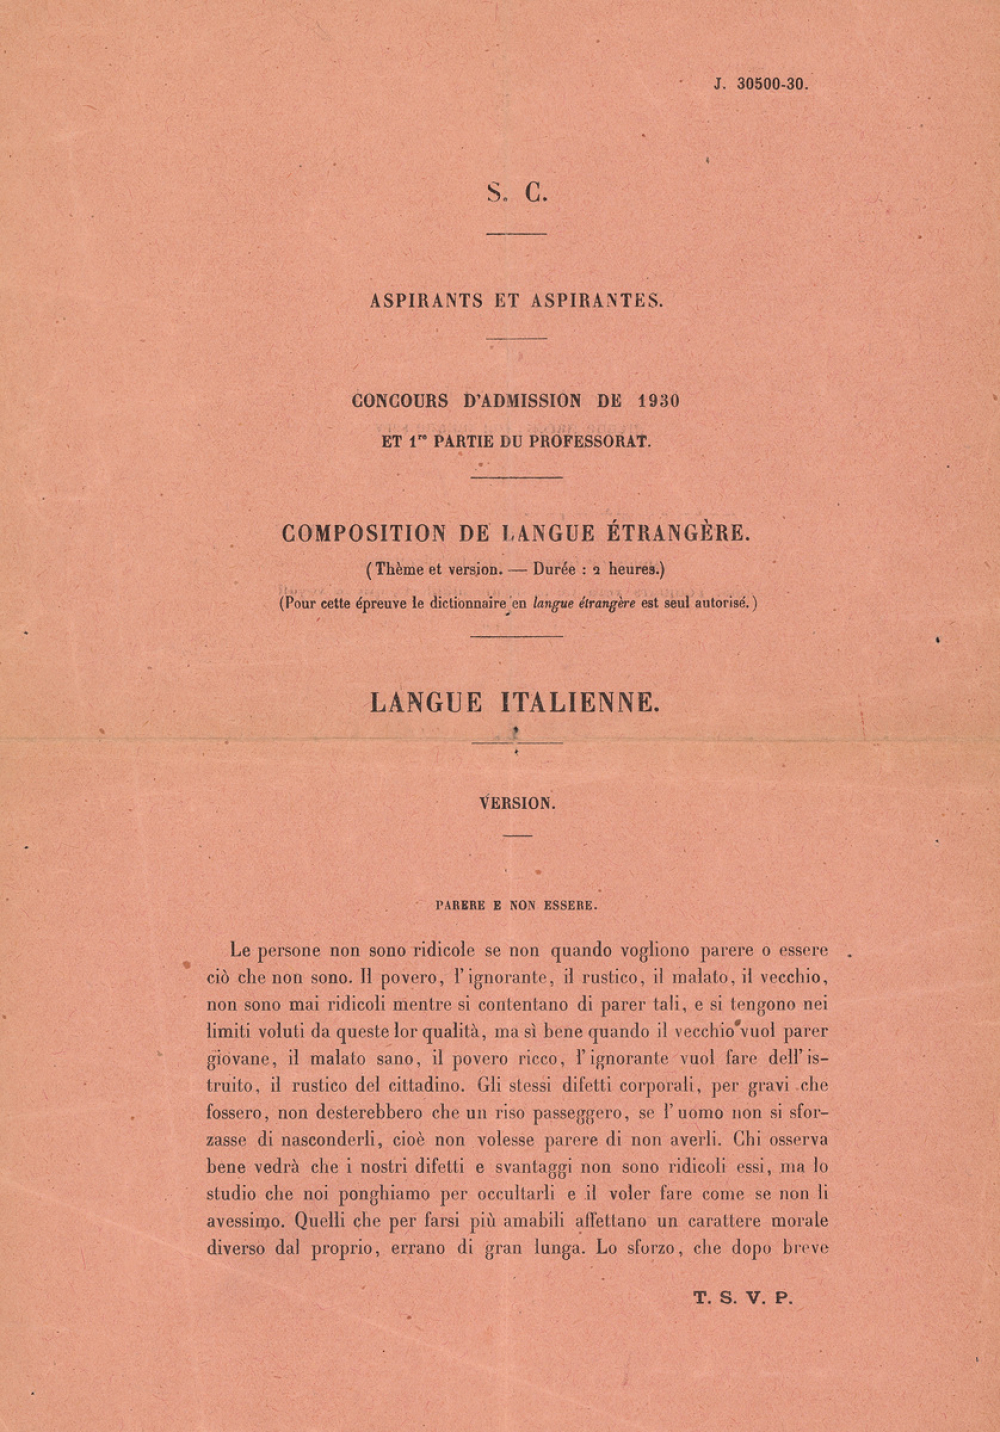 J. 30500-30.
S. C.
ASPIRANTS ET ASPIRANTES.
CONCOURS D'ADMISSION DE 1930
ET 1re PARTIE DU PROFESSORAT.
COMPOSITION DE LANGUE ÉTRANGÈRE.
(Thème et version. — Durée : 2 heures.)
(Pour cette épreuve le dictionnaire en langue étrangère est seul autorisé.)
LANGUE ITALIENNE.
VERSION.
PARERE E NON ESSERE.
Le persone non sono ridicole se non quando vogliono parere o essere
ciò che non sono. Il povero, l'ignorante, il rustico, il malato, il vecchio,
non sono mai ridicoli mentre si contentano di parer tali, e si tengono nei
limiti voluti da queste lor qualità, ma sì bene quando il vecchio vuol parer
giovane, il malato sano, il povero ricco, l'ignorante vuol fare dell'is-
truito, il rustico del cittadino. Gli stessi difetti corporali, per gravi che
fossero, non desterebbero che un riso passeggero, se l'uomo non si sfor-
zasse di nasconderli, cioè non volesse parere di non averli. Chi osserva
bene vedrà che i nostri difetti e svantaggi non sono ridicoli essi, ma lo
studio che noi ponghiamo per occultarli e il voler fare come se non li
avessimo. Quelli che per farsi più amabili affettano un carattere morale
diverso dal proprio, errano di gran lunga. Lo sforzo, che dopo breve
T. S. V. P.